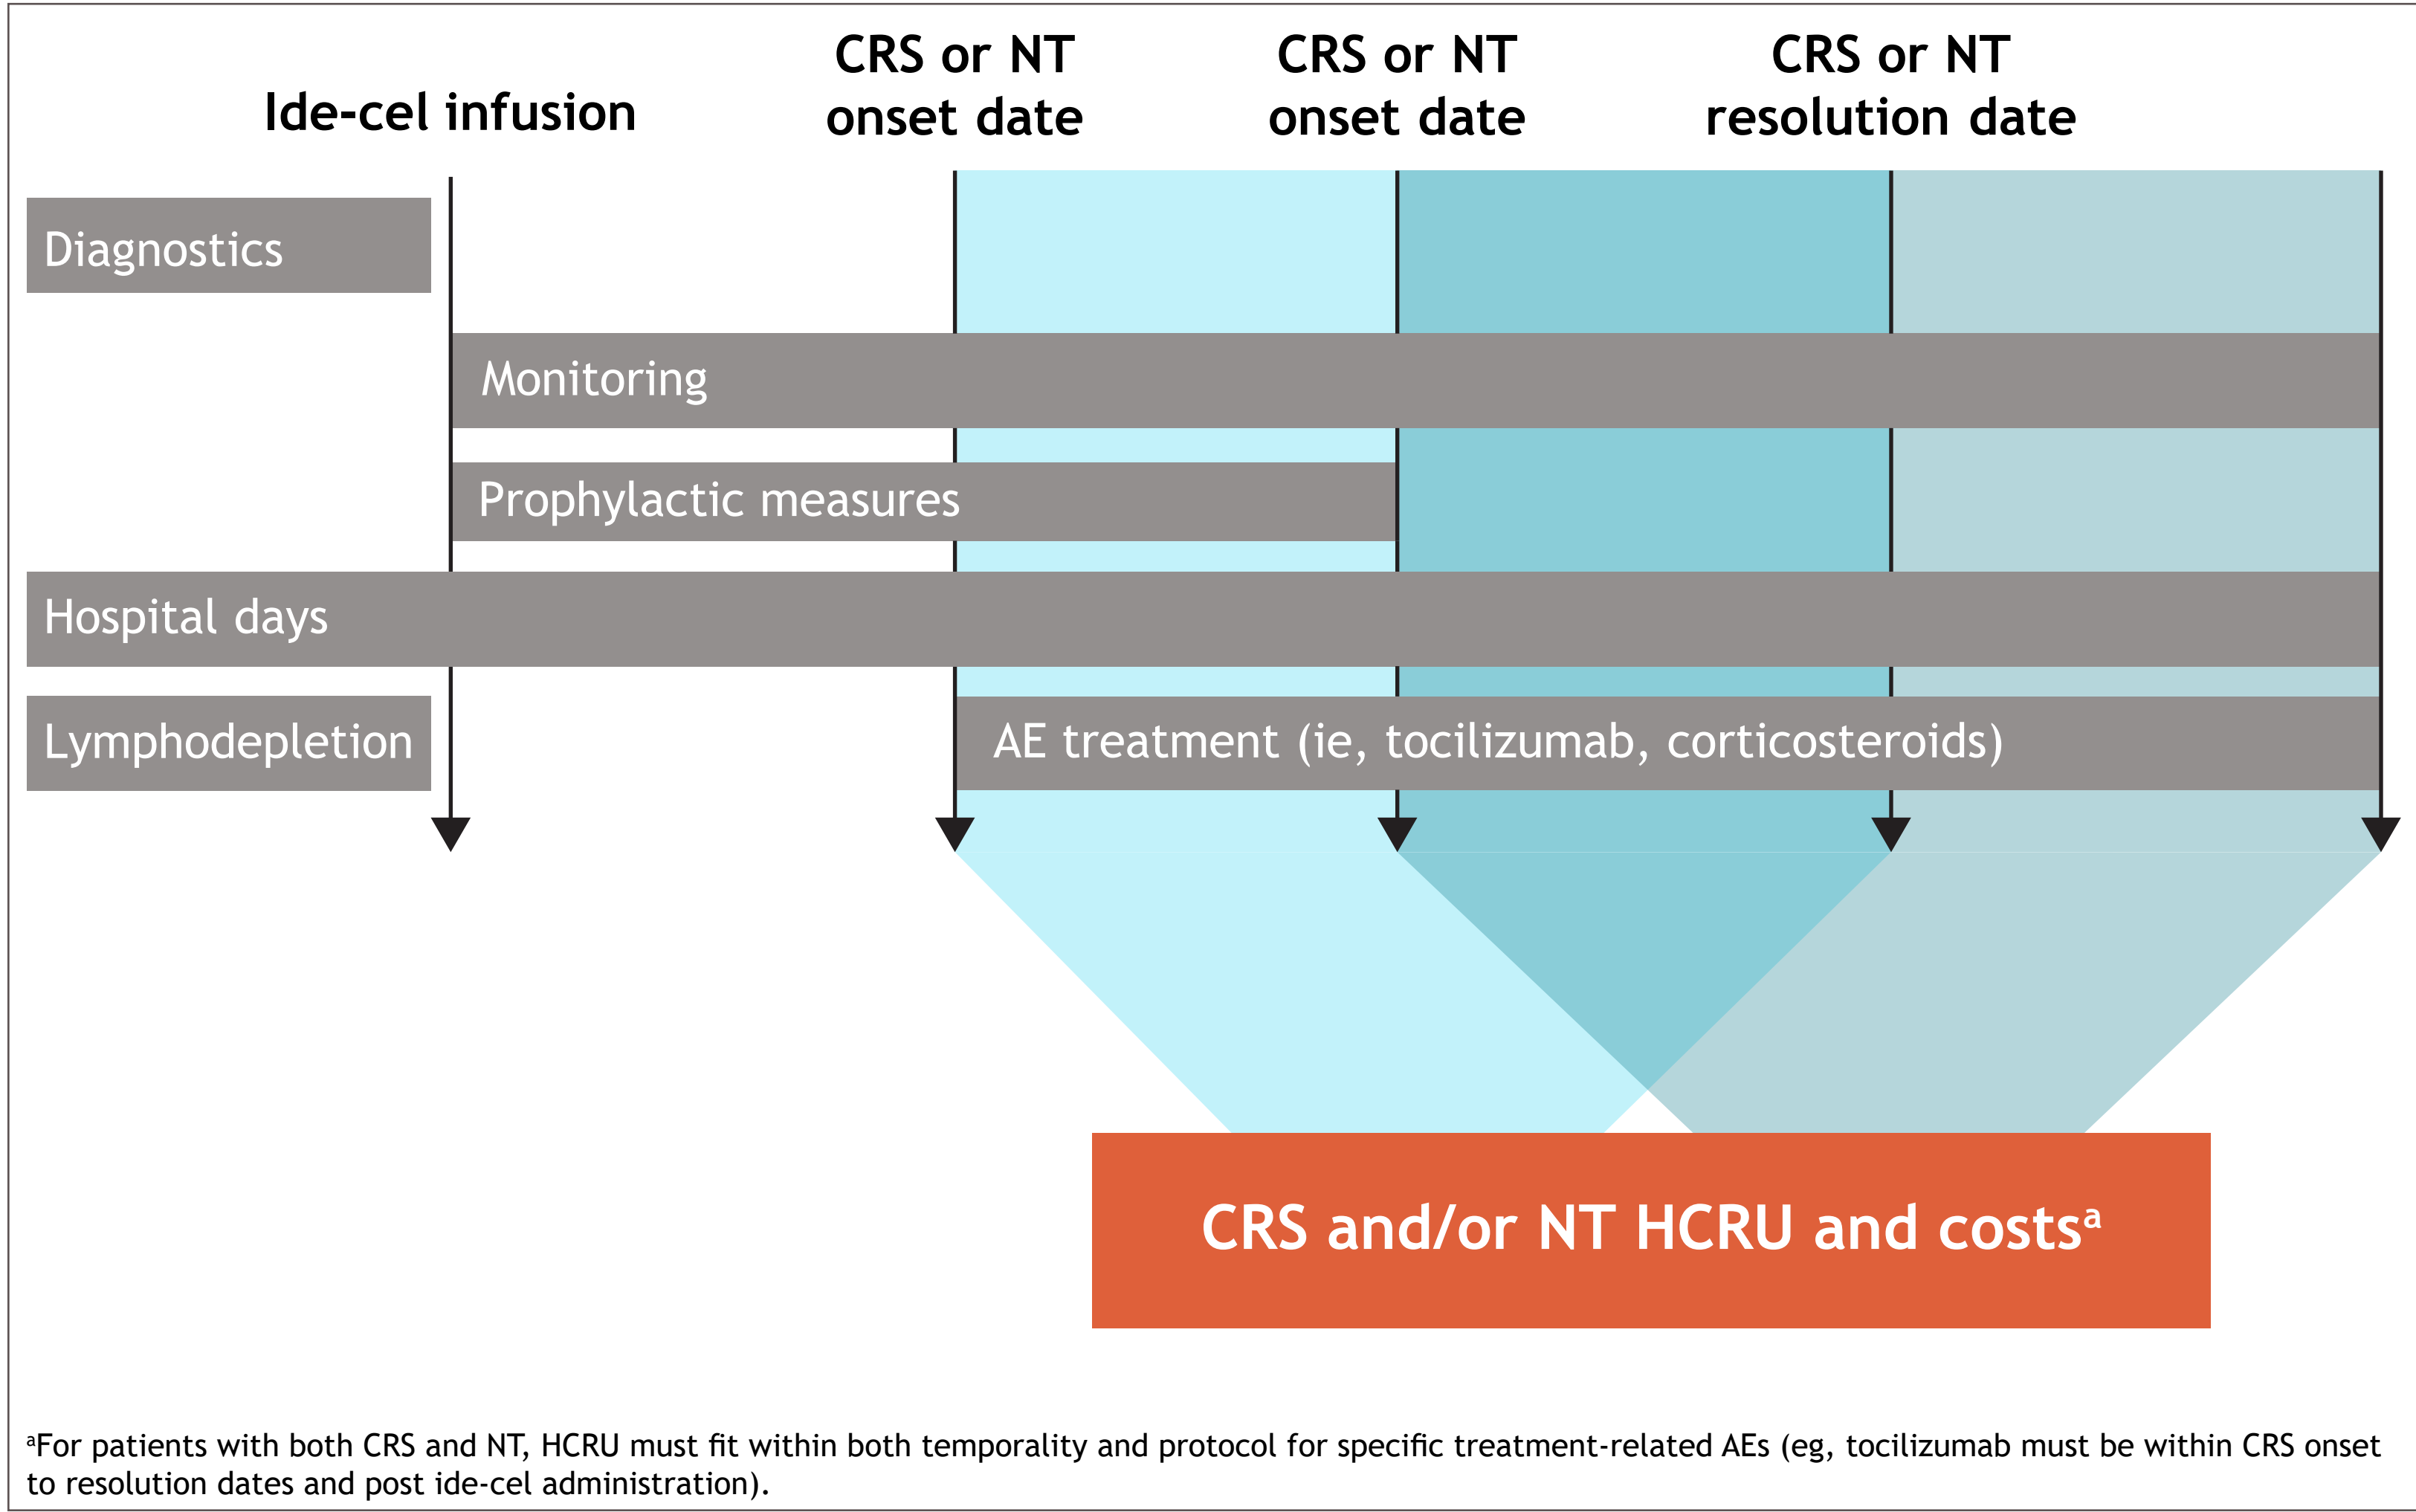 Ide-cel infusion
CRS or NT
onset date
CRS or NT
onset date
CRS or NT
resolution date
Diagnostics
Monitoring
Prophylactic measures
Hospital days
Lymphodepletion
AE treatment (ie, tocilizumab, corticosteroids)
CRS and/or NT HCRU and costsᵃ
ᵃFor patients with both CRS and NT, HCRU must fit within both temporality and protocol for specific treatment-related AEs (eg, tocilizumab must be within CRS onset
to resolution dates and post ide-cel administration).